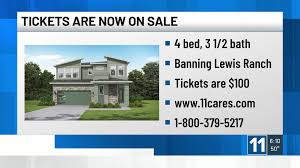 TICKETS ARE NOW ON SALE
4 bed, 3 1/2 bath
Banning Lewis Ranch
Tickets are $100
www.11cares.com
1-800-379-5217
11
6:10
50°